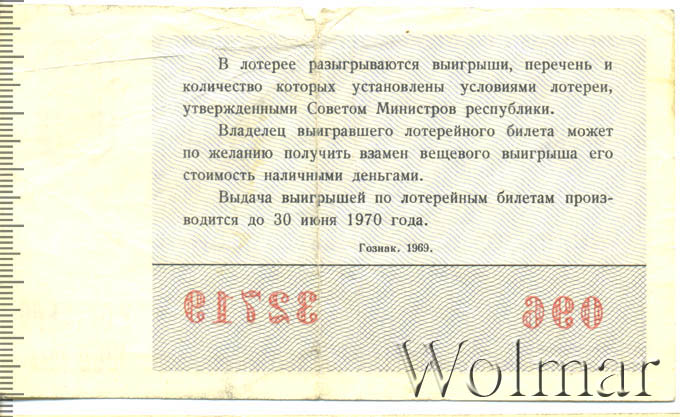 В лотерее разыгрываются выигрыши, перечень и
количество которых установлены условиями лотереи,
утвержденными Советом Министров республики.
Владелец выигравшего лотерейного билета может
по желанию получить взамен вещевого выигрыша его
стоимость наличными деньгами.
Выдача выигрышей по лотерейным билетам произ-
водится до 30 июня 1970 года.
Гознак. 1969.
32719 096
Wolmar